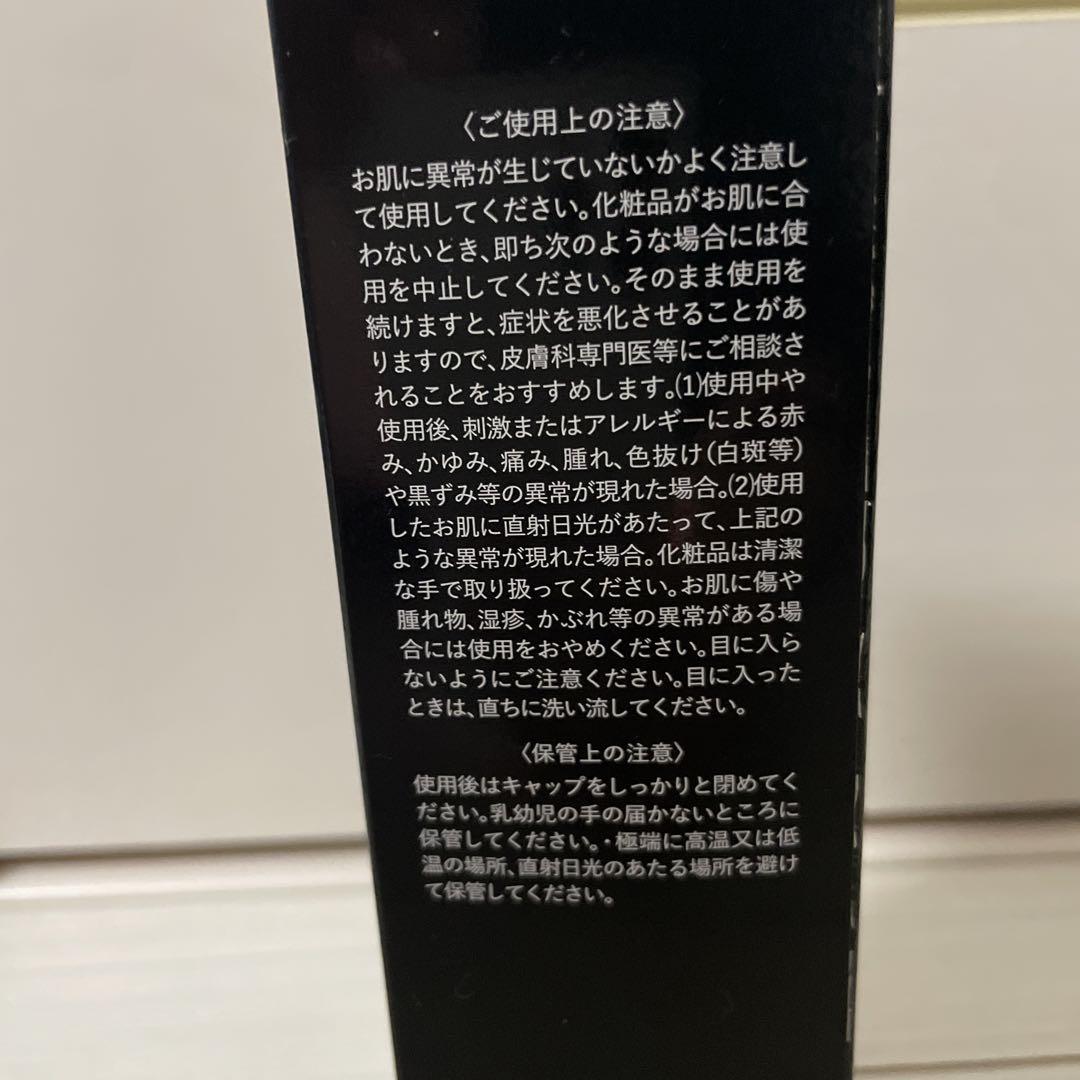 〈ご使用上の注意〉
お肌に異常が生じていないかよく注意し
て使用してください。化粧品がお肌に合
わないとき、即ち次のような場合には使
用を中止してください。そのまま使用を
続けますと、症状を悪化させることがあ
りますので、皮膚科専門医等にご相談さ
れることをおすすめします。(1)使用中や
使用後、刺激またはアレルギーによる赤
み、かゆみ、痛み、腫れ、色抜け(白斑等)
や黒ずみ等の異常が現れた場合。(2)使用
したお肌に直射日光があたって、上記の
ような異常が現れた場合。化粧品は清潔
な手で取り扱ってください。お肌に傷や
腫れ物、湿疹、かぶれ等の異常がある場
合には使用をおやめください。目に入ら
ないようにご注意ください。目に入った
ときは、直ちに洗い流してください。
〈保管上の注意〉
使用後はキャップをしっかりと閉めてく
ださい。乳幼児の手の届かないところに
保管してください。・極端に高温又は低
温の場所、直射日光のあたる場所を避け
て保管してください。